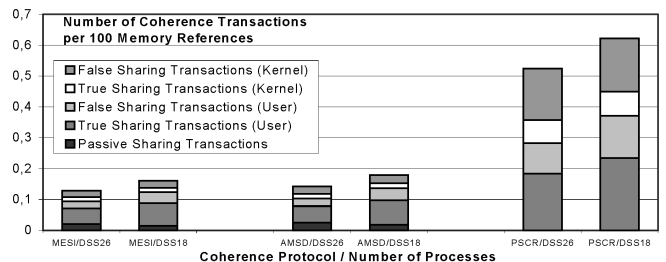 Number of Coherence Transactions
per 100 Memory References
False Sharing Transactions (Kernel)
True Sharing Transactions (Kernel)
False Sharing Transactions (User)
True Sharing Transactions (User)
Passive Sharing Transactions
0,7
0,6
0,5
0,4
0,3
0,2
0,1
0
MESI/DSS26 MESI/DSS18 AMSD/DSS26 AMSD/DSS18 PSCR/DSS26 PSCR/DSS18
Coherence Protocol / Number of Processes